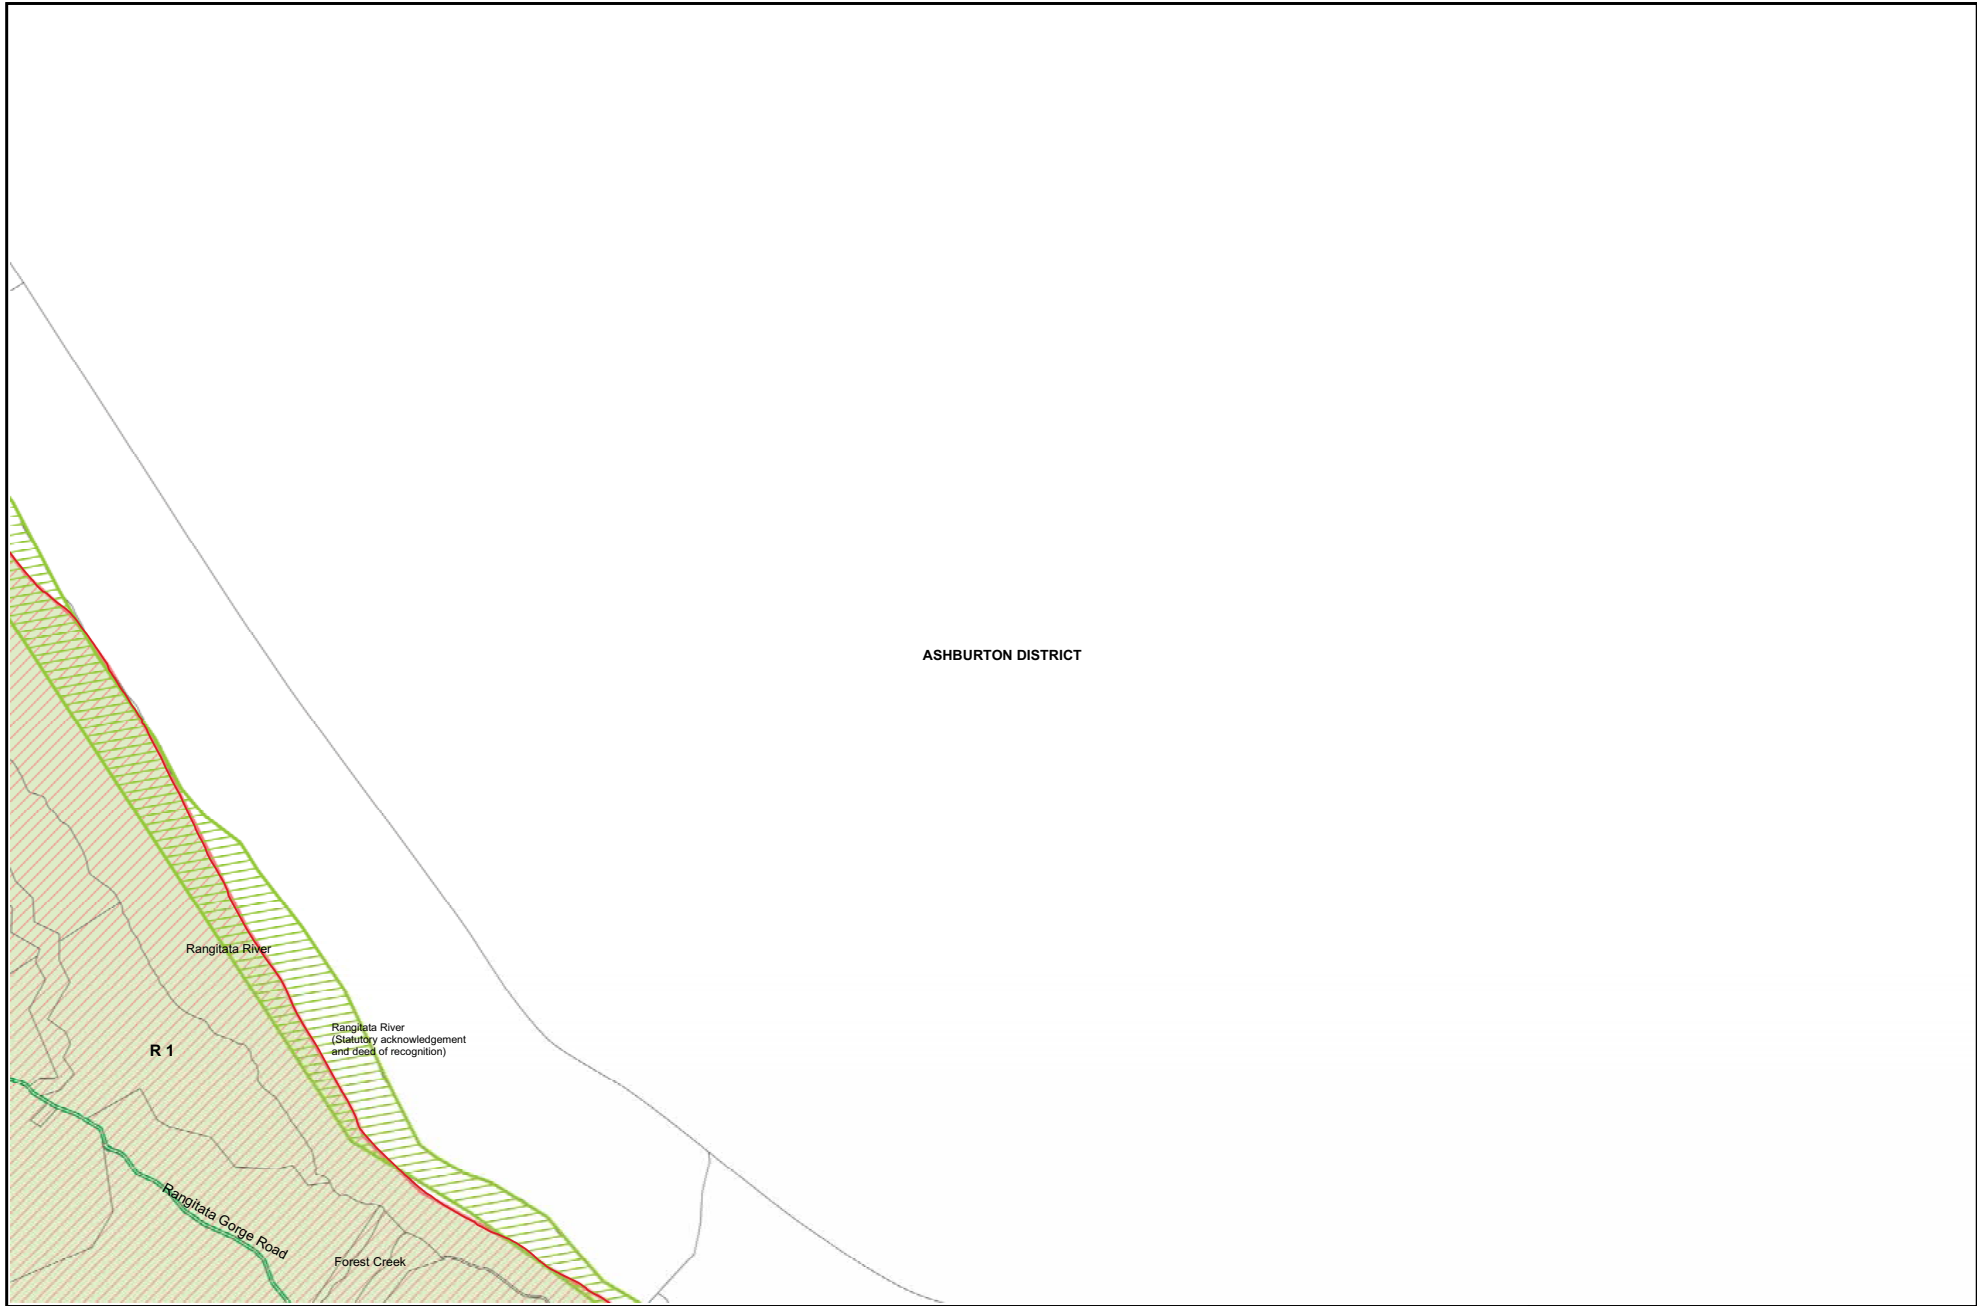 ASHBURTON DISTRICT
Rangitata River
Rangitata River
(Statutory acknowledgement
and deed of recognition)
R 1
Rangitata Gorge Road
Forest Creek